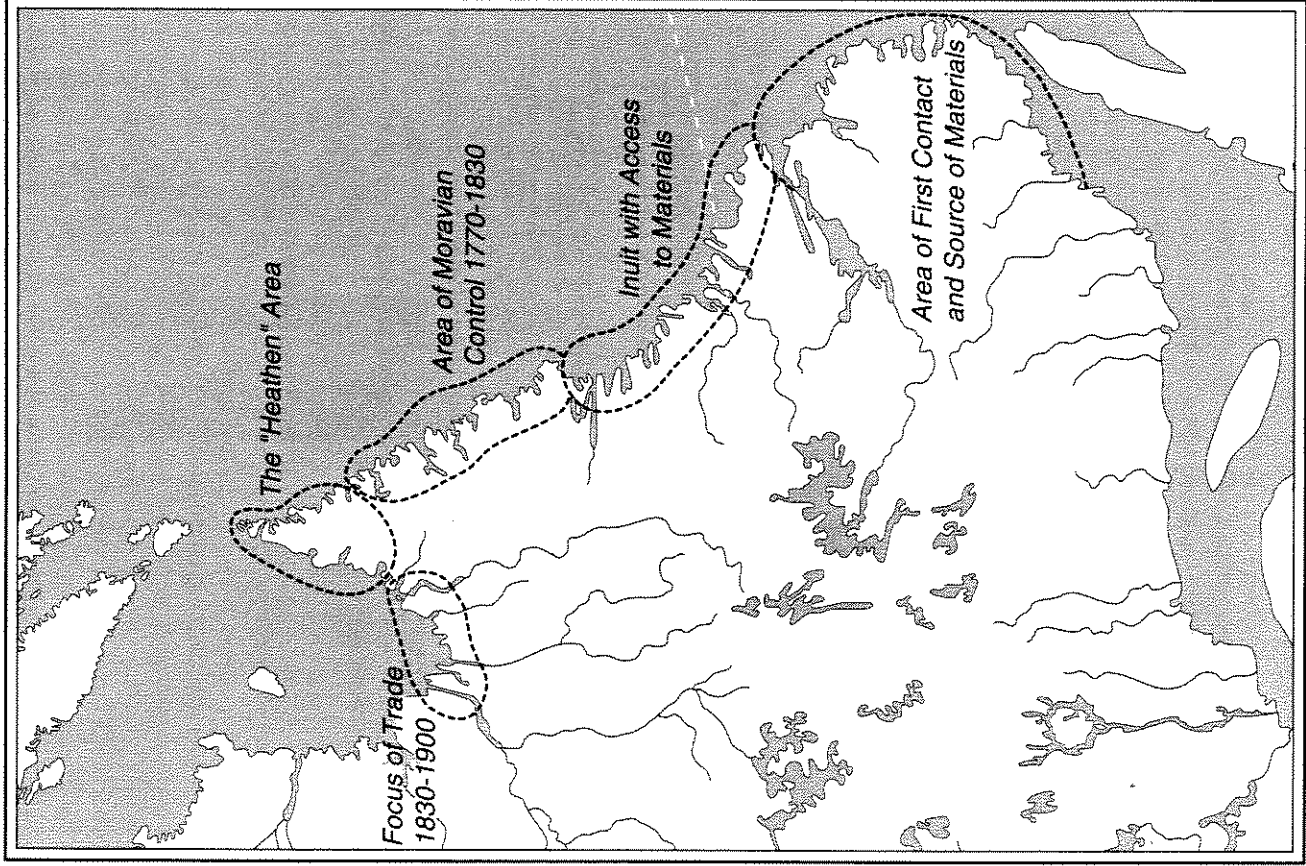 The "Heathen" Area
Area of Moravian
Control 1770-1830
Inuit with Access
to Materials
Focus of Trade
1830-1900
Area of First Contact
and Source of Materials